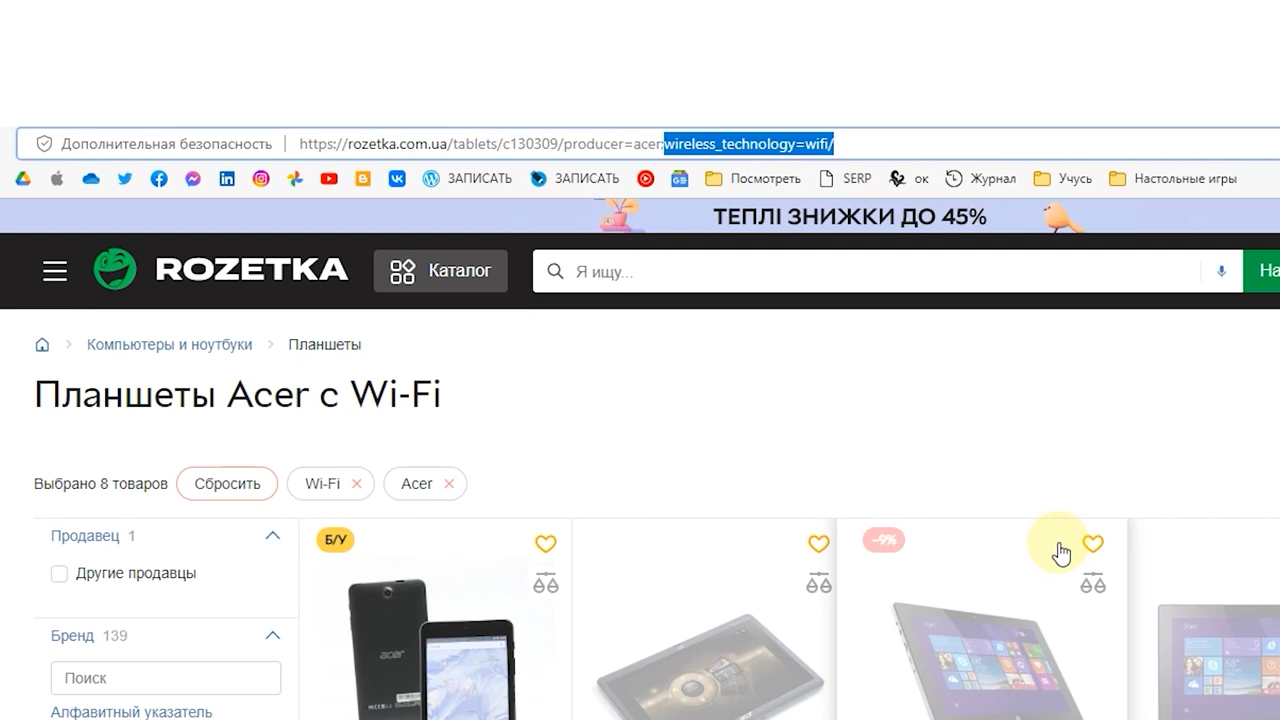 Дополнительная безопасность https://rozetka.com.ua/tablets/c130309/producer=acer;wireless_technology=wifi/
ЗАПИСАТЬ ЗАПИСАТЬ Посмотреть SERP ок Журнал Учусь Настольные игры
ТЕПЛІ ЗНИЖКИ ДО 45%
ROZETKA Каталог Я ищу... На
Компьютеры и ноутбуки Планшеты
Планшеты Acer с Wi-Fi
Выбрано 8 товаров Сбросить Wi-Fi Acer
Продавец 1
Б/У
-9%
Другие продавцы
Бренд 139
acer
Поиск
Алфавитный указатель